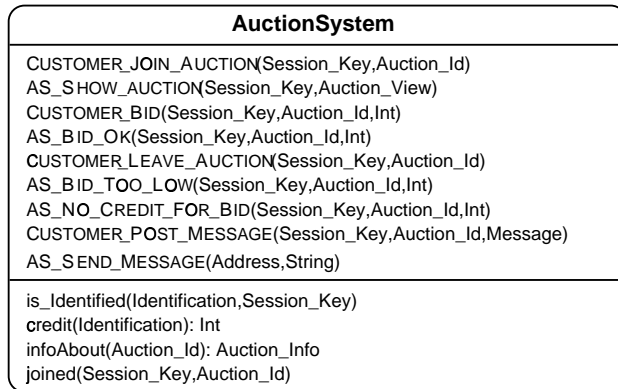 AuctionSystem
CUSTOMER_JOIN_AUCTION(Session_Key,Auction_Id)
AS_SHOW_AUCTION(Session_Key,Auction_View)
CUSTOMER_BID(Session_Key,Auction_Id,Int)
AS_BID_OK(Session_Key,Auction_Id,Int)
CUSTOMER_LEAVE_AUCTION(Session_Key,Auction_Id)
AS_BID_TOO_LOW(Session_Key,Auction_Id,Int)
AS_NO_CREDIT_FOR_BID(Session_Key,Auction_Id,Int)
CUSTOMER_POST_MESSAGE(Session_Key,Auction_Id,Message)
AS_SEND_MESSAGE(Address,String)
is_Identified(Identification,Session_Key)
credit(Identification): Int
infoAbout(Auction_Id): Auction_Info
joined(Session_Key,Auction_Id)